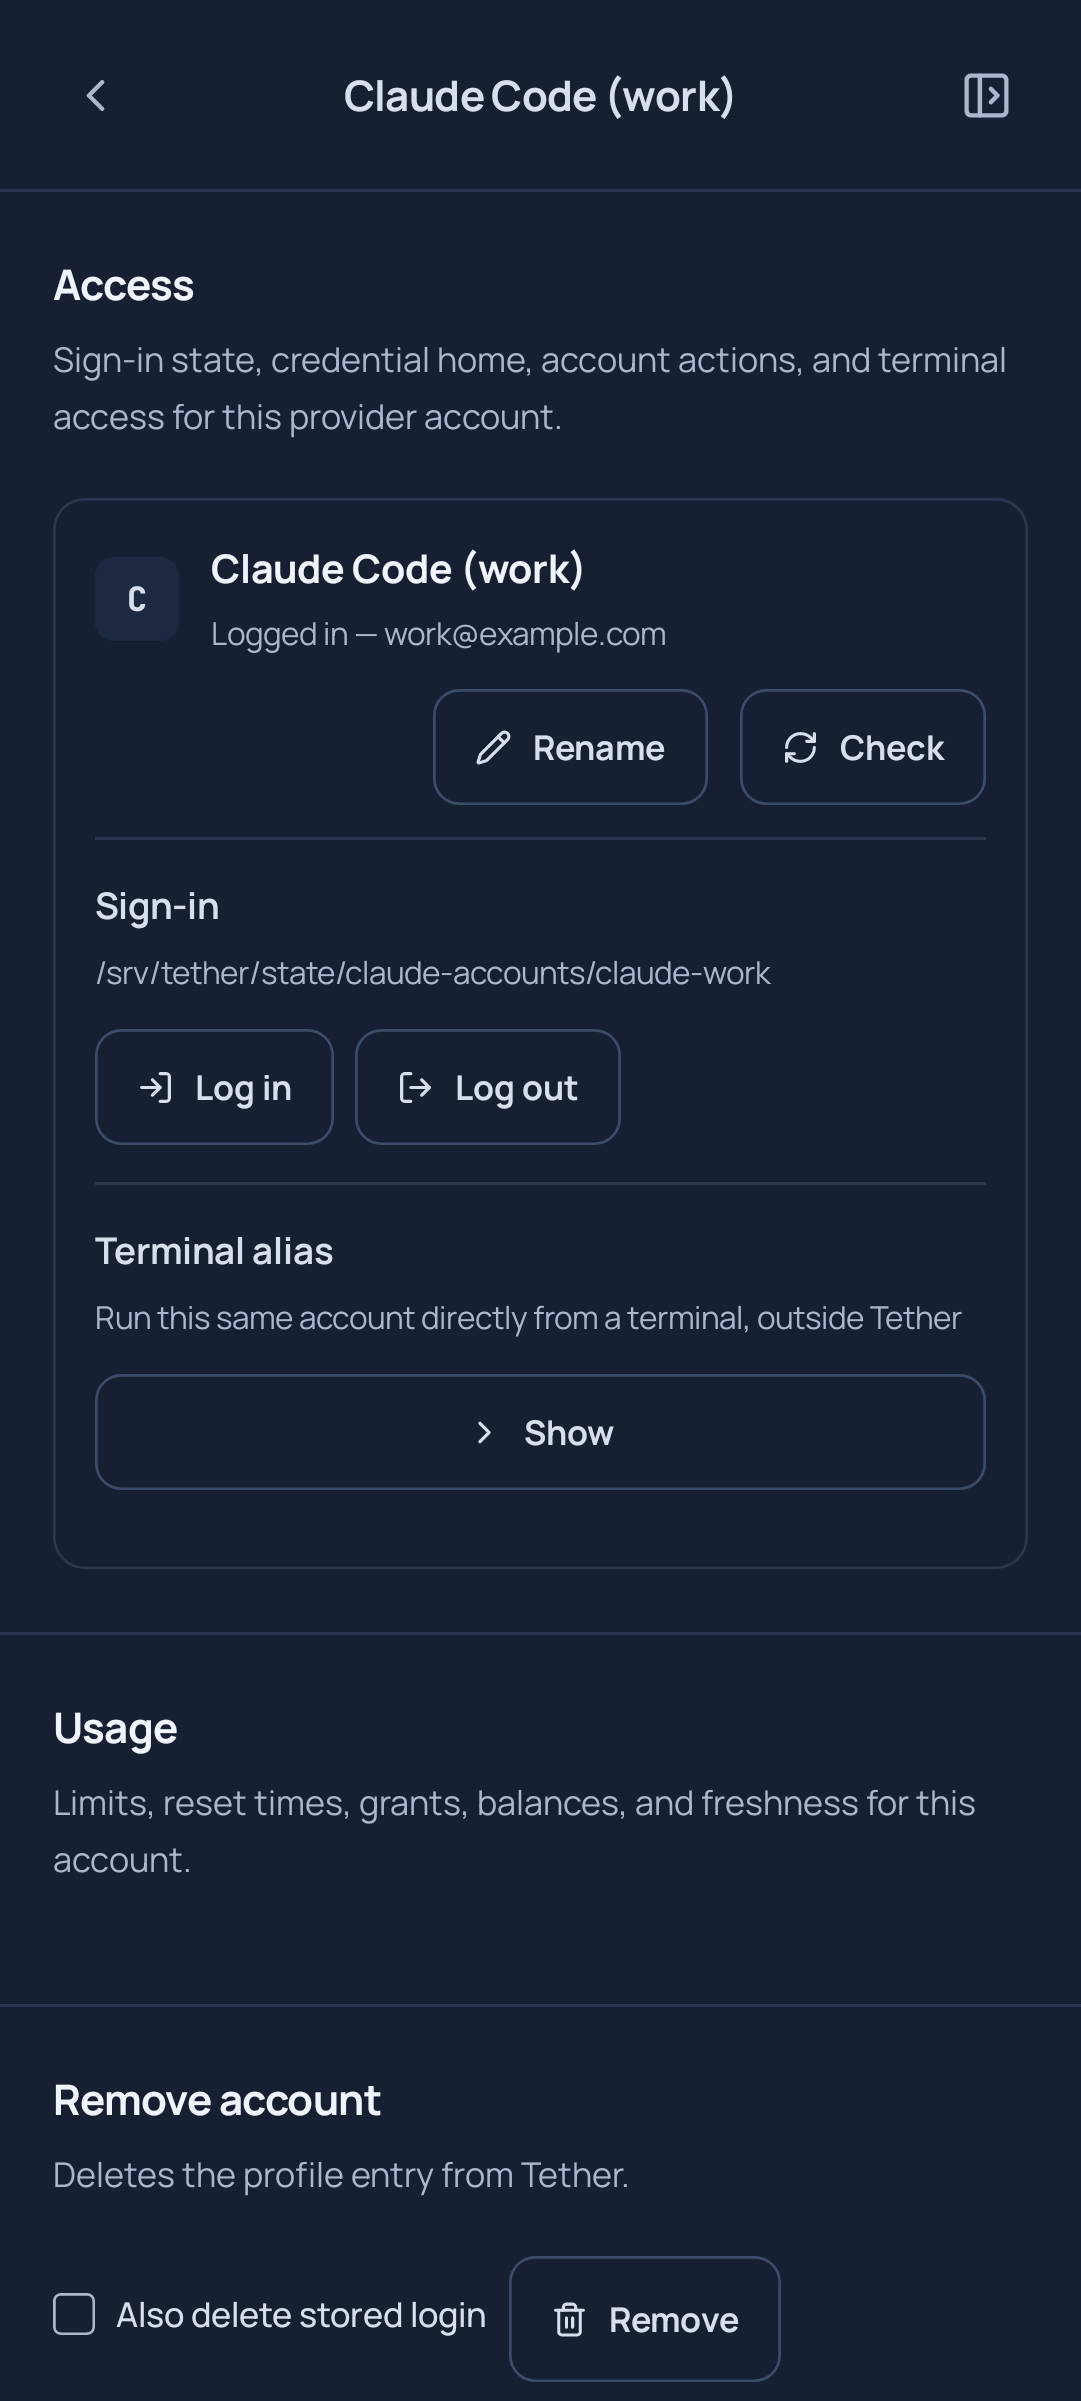 Claude Code (work)
Access
Sign-in state, credential home, account actions, and terminal
access for this provider account.
C
Claude Code (work)
Logged in — work@example.com
Rename
Check
Sign-in
/srv/tether/state/claude-accounts/claude-work
Log in
Log out
Terminal alias
Run this same account directly from a terminal, outside Tether
Show
Usage
Limits, reset times, grants, balances, and freshness for this
account.
Remove account
Deletes the profile entry from Tether.
Also delete stored login
Remove